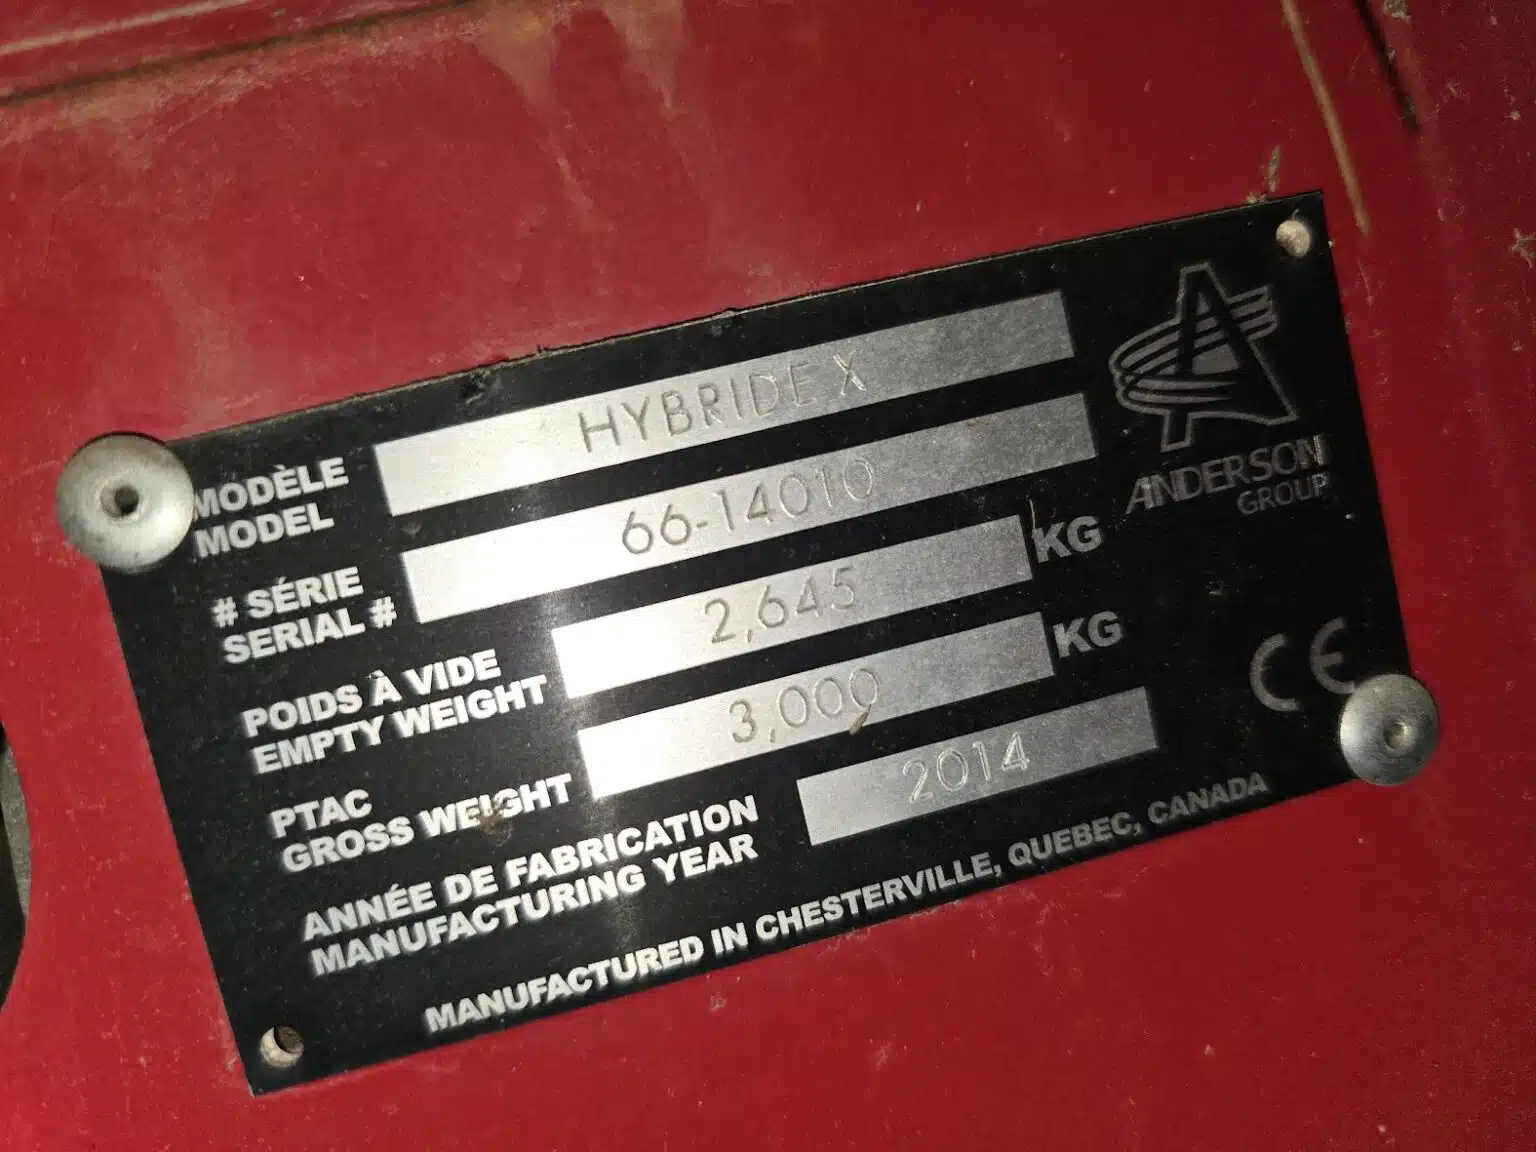 MODÈLE
MODEL
HYBRIDE X
# SÉRIE
SERIAL #
66-14010
POIDS À VIDE
EMPTY WEIGHT
2,645 KG
PTAC
GROSS WEIGHT
3,000 KG
ANNÉE DE FABRICATION
MANUFACTURING YEAR
2014
MANUFACTURED IN CHESTERVILLE, QUEBEC, CANADA
ANDERSON
GROUP
CE